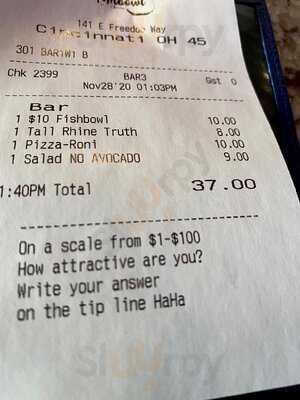 141 E Freedom Way
Cincinnati OH 45
301 BARTWI B
Chk 2399 BAR3 Gst 0
Nov28'20 01:03PM
Bar
1 $10 Fishbowl 10.00
1 Tall Rhine Truth 8.00
1 Pizza-Roni 10.00
1 Salad NO AVOCADO 9.00
1:40PM Total 37.00
On a scale from $1-$100
How attractive are you?
Write your answer
on the tip line HaHa
Sluurpy